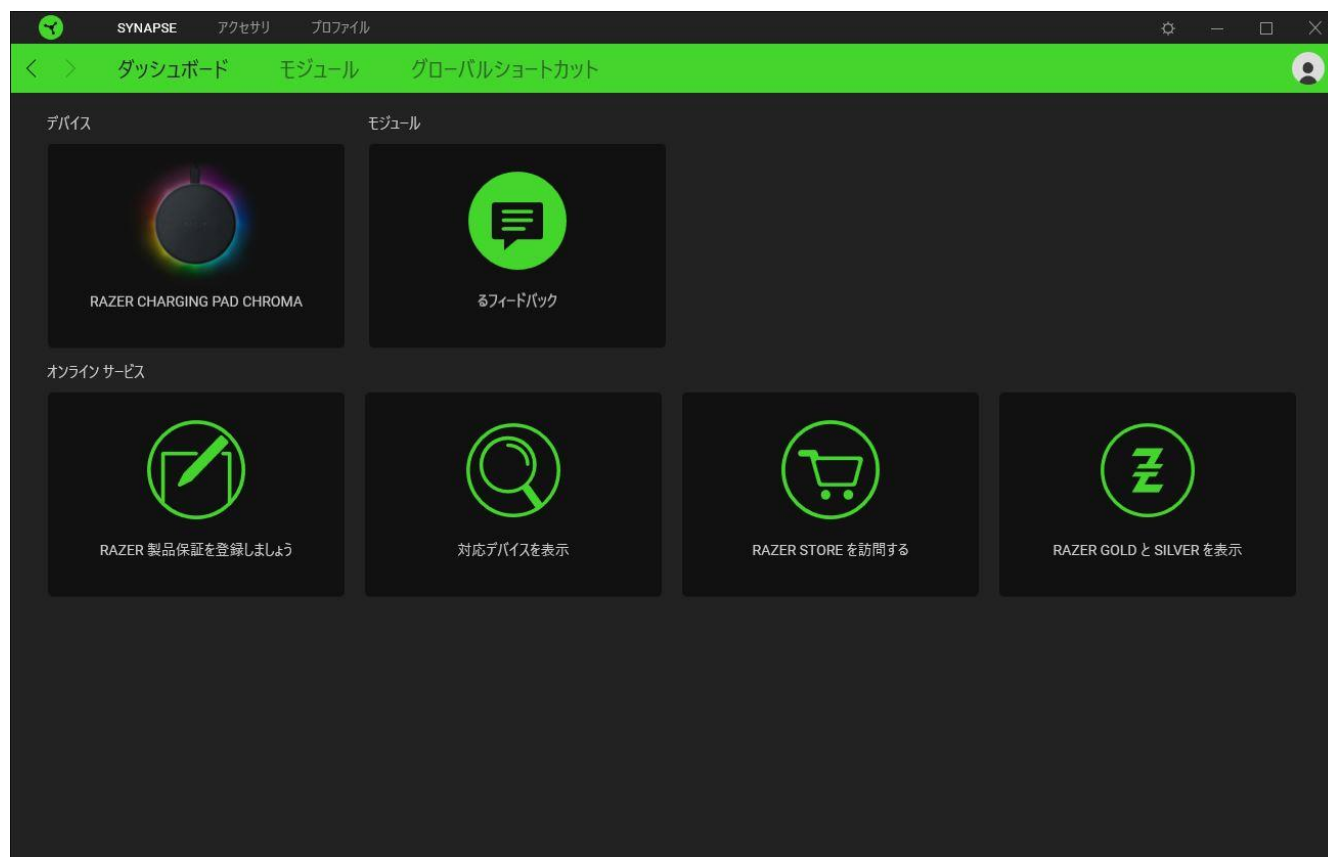 SYNAPSE アクセサリ プロファイル
ダッシュボード モジュール グローバルショートカット
デバイス モジュール
RAZER CHARGING PAD CHROMA るフィードバック
オンライン サービス
RAZER 製品保証を登録しましょう 対応デバイスを表示 RAZER STORE を訪問する RAZER GOLD と SILVER を表示